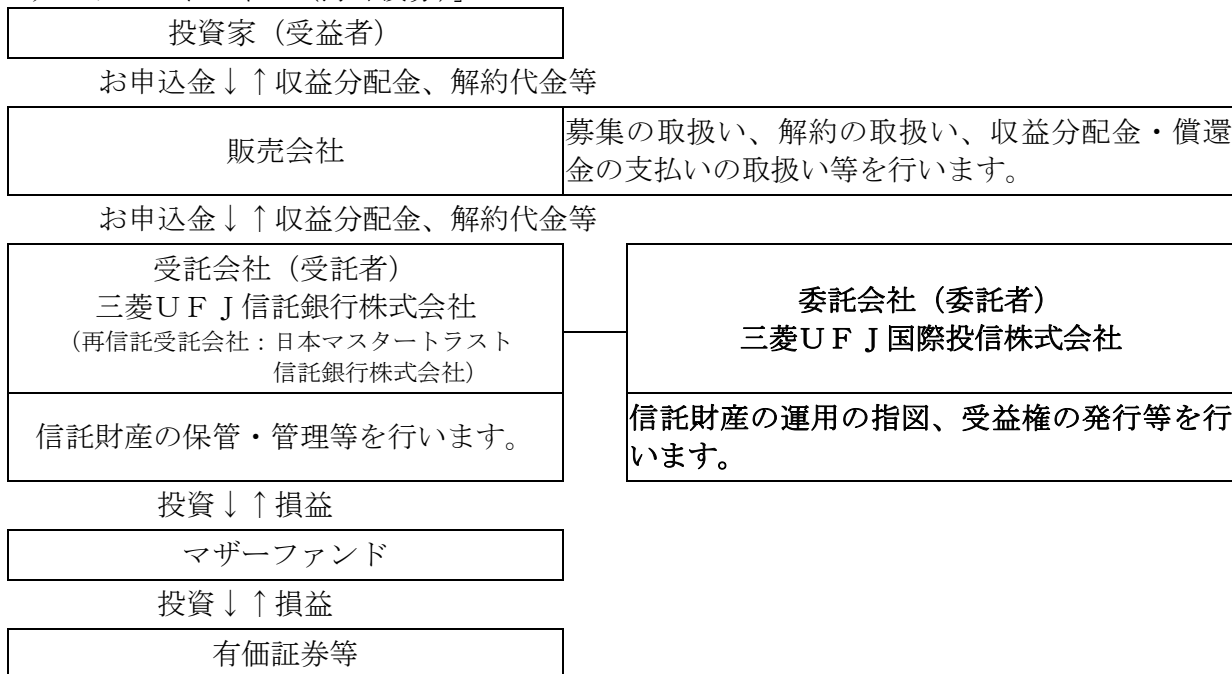 投資家（受益者）
お申込金↓↑収益分配金、解約代金等
販売会社
募集の取扱い、解約の取扱い、収益分配金・償還
金の支払いの取扱い等を行います。
お申込金↓↑収益分配金、解約代金等
受託会社（受託者）
三菱ＵＦＪ信託銀行株式会社
（再信託受託会社：日本マスタートラスト
信託銀行株式会社）
委託会社（委託者）
三菱ＵＦＪ国際投信株式会社
信託財産の保管・管理等を行います。
信託財産の運用の指図、受益権の発行等を行
います。
投資↓↑損益
マザーファンド
投資↓↑損益
有価証券等